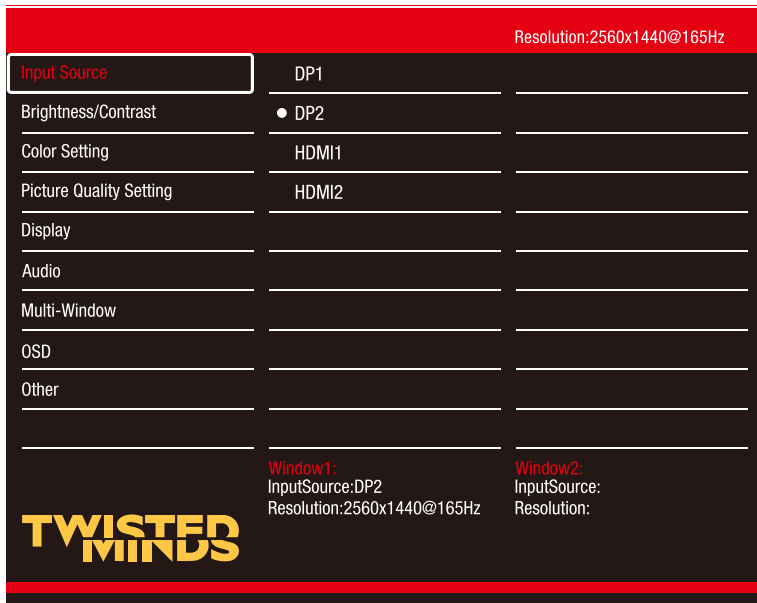 Resolution:2560x1440@165Hz
Input Source
Brightness/Contrast
Color Setting
Picture Quality Setting
Display
Audio
Multi-Window
OSD
Other
DP1
DP2
HDMI1
HDMI2
Window1:
InputSource:DP2
Resolution:2560x1440@165Hz
Window2:
InputSource:
Resolution:
TWISTED
MINDS